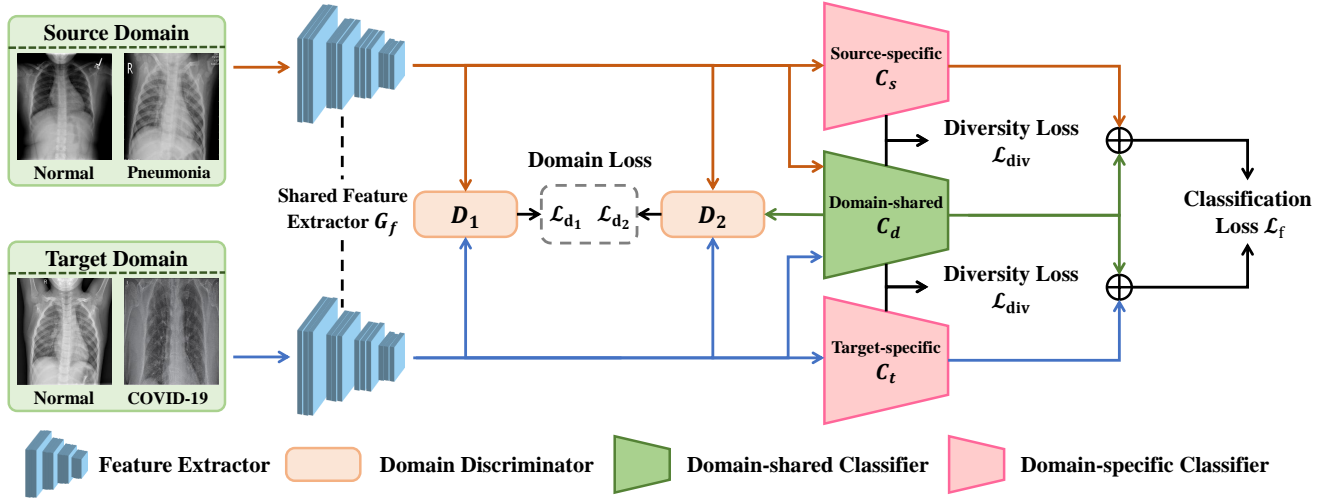 Source Domain
R
Normal
Pneumonia
Target Domain
R
Normal
COVID-19
Shared Feature
Extractor G_f
D_1
Domain Loss
ℒ_d₁ ℒ_d₂
D_2
Source-specific
C_s
Domain-shared
C_d
Target-specific
C_t
Diversity Loss
ℒ_div
Diversity Loss
ℒ_div
Classification
Loss ℒ_f
Feature Extractor
Domain Discriminator
Domain-shared Classifier
Domain-specific Classifier